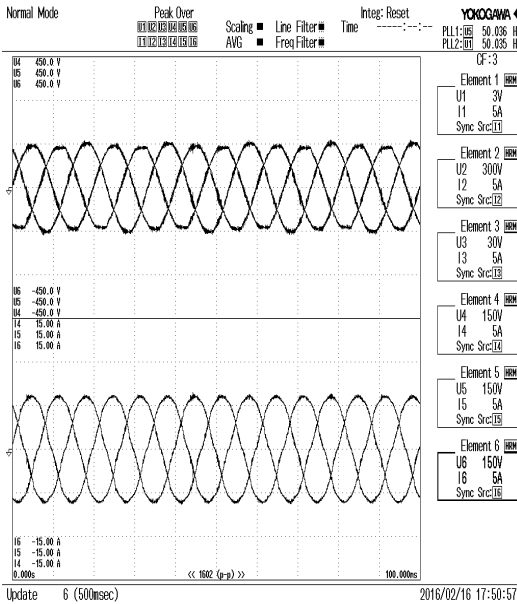 Normal Mode
Peak Over
U1 U2 U3 U4 U5 U6
I1 I2 I3 I4 I5 I6
Scaling
AVG
Line Filter
Freq Filter
Integ: Reset
Time -----:--:--
YOKOGAWA
PLL1: U5 50.036 H
PLL2: U1 50.035 H
CF:3
U4 450.0 V
U5 450.0 V
U6 450.0 V
U6 -450.0 V
U5 -450.0 V
U4 -450.0 V
I4 15.00 A
I5 15.00 A
I6 15.00 A
I6 -15.00 A
I5 -15.00 A
I4 -15.00 A
0.000s
<< 1602 (p-p) >>
100.000ms
Element 1 HRM
U1 3V
I1 5A
Sync Src: I1
Element 2 HRM
U2 300V
I2 5A
Sync Src: I2
Element 3 HRM
U3 30V
I3 5A
Sync Src: I3
Element 4 HRM
U4 150V
I4 5A
Sync Src: I4
Element 5 HRM
U5 150V
I5 5A
Sync Src: I5
Element 6 HRM
U6 150V
I6 5A
Sync Src: I6
Update 6 (500msec)
2016/02/16 17:50:57